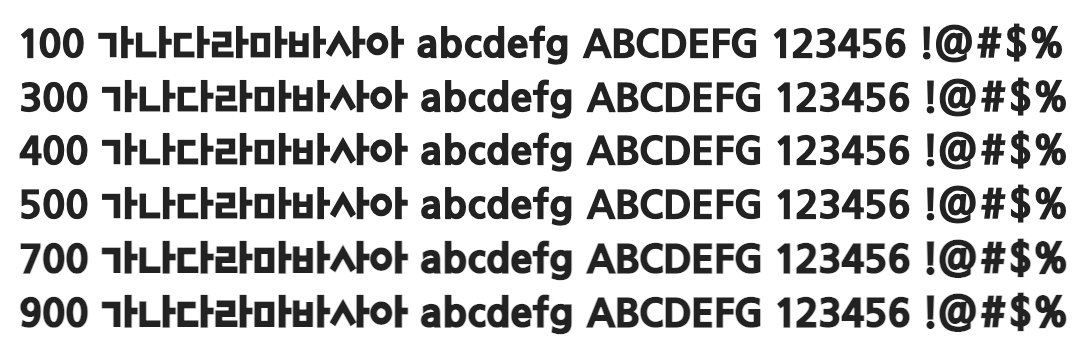 100 가나다라마바사아 abcdefg ABCDEFG 123456 !@#$%
300 가나다라마바사아 abcdefg ABCDEFG 123456 !@#$%
400 가나다라마바사아 abcdefg ABCDEFG 123456 !@#$%
500 가나다라마바사아 abcdefg ABCDEFG 123456 !@#$%
700 가나다라마바사아 abcdefg ABCDEFG 123456 !@#$%
900 가나다라마바사아 abcdefg ABCDEFG 123456 !@#$%